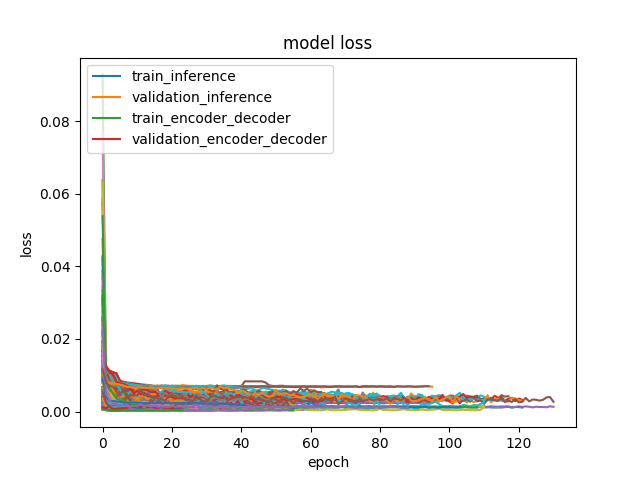 model loss
train_inference
validation_inference
train_encoder_decoder
validation_encoder_decoder
0.08
0.06
0.04
0.02
0.00
loss
0 20 40 60 80 100 120
epoch